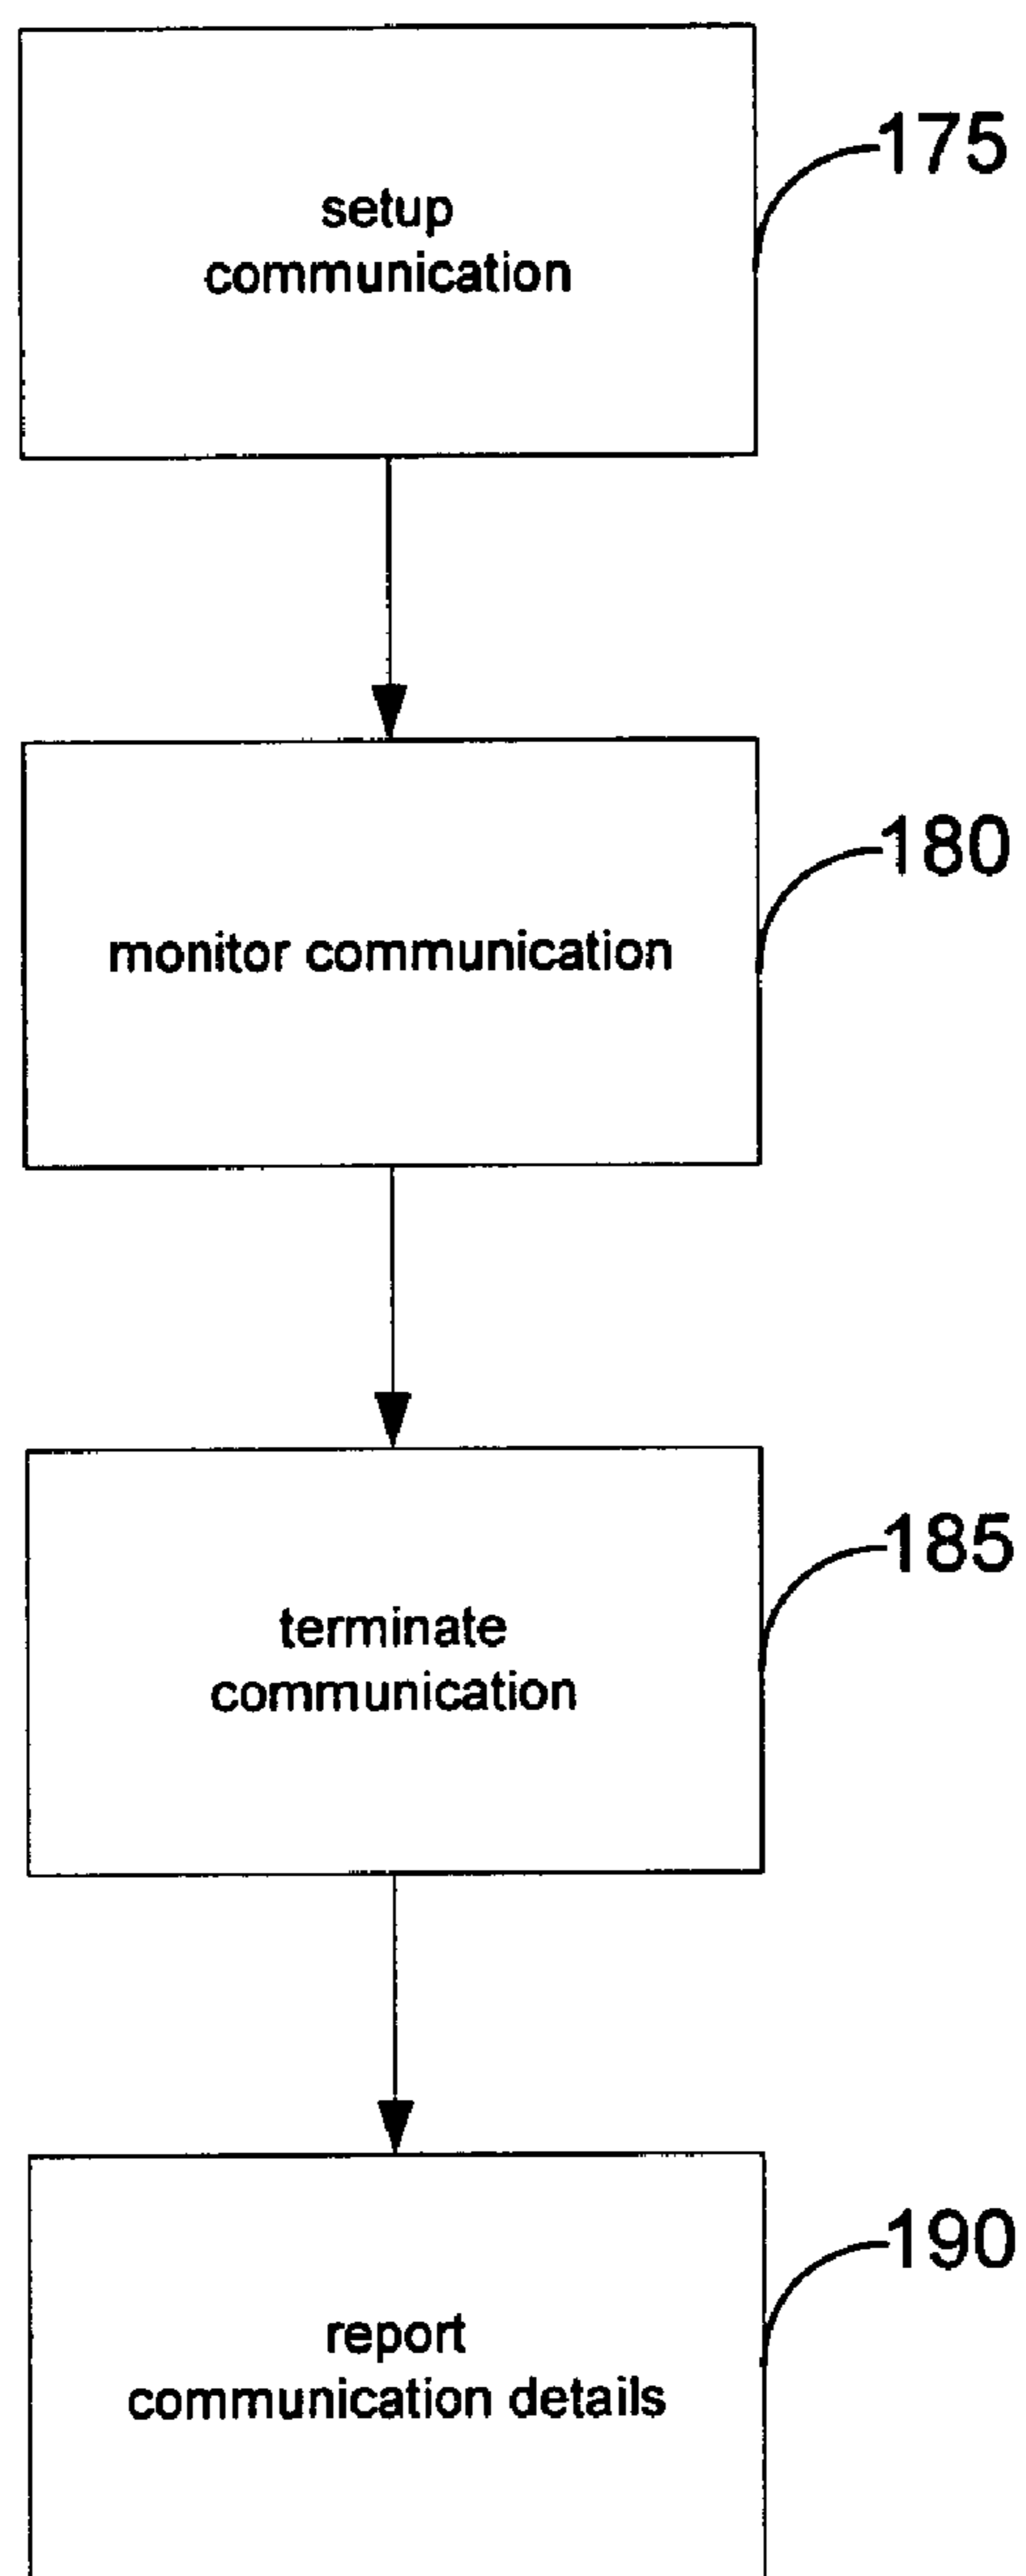 175
setup
communication
180
monitor communication
185
terminate
communication
190
report
communication details